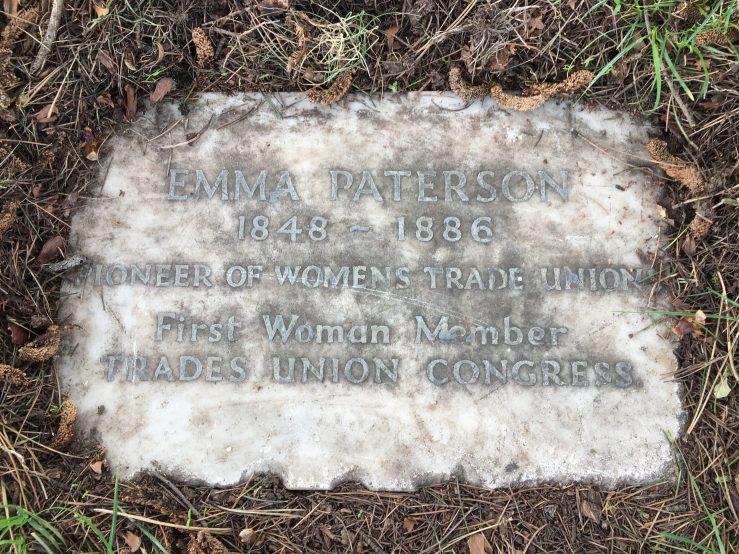 EMMA PATERSON
1848 ~ 1886
PIONEER OF WOMENS TRADE UNIONS
First Woman Member
TRADES UNION CONGRESS